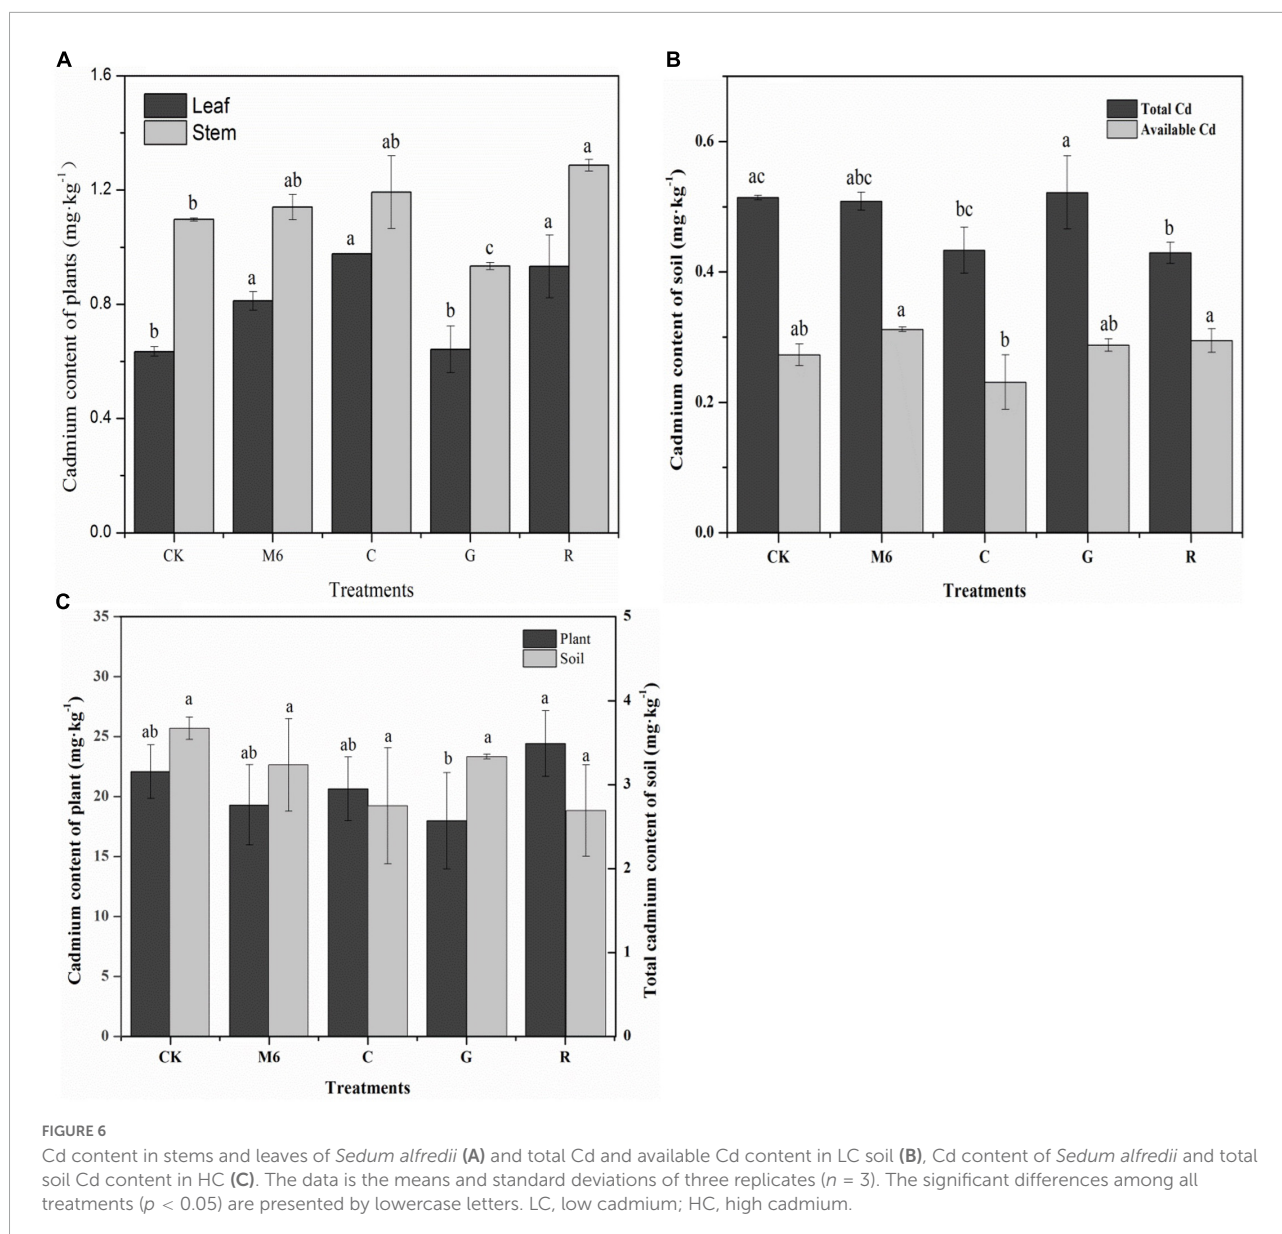 A
Cadmium content of plants (mg·kg⁻¹)
1.6
1.2
0.8
0.4
0.0
Leaf
Stem
b
b
a
ab
a
ab
b
c
a
a
CK M6 C G R
Treatments
B
Cadmium content of soil (mg·kg⁻¹)
0.6
0.4
0.2
0.0
Total Cd
Available Cd
ac
ab
abc
a
bc
b
a
ab
b
a
CK M6 C G R
Treatments
C
Cadmium content of plant (mg·kg⁻¹)
35
30
25
20
15
10
5
0
Plant
Soil
ab
a
ab
a
ab
a
b
a
a
a
5
4
3
2
1
0
Total cadmium content of soil (mg·kg⁻¹)
CK M6 C G R
Treatments
FIGURE 6
Cd content in stems and leaves of Sedum alfredii (A) and total Cd and available Cd content in LC soil (B), Cd content of Sedum alfredii and total
soil Cd content in HC (C). The data is the means and standard deviations of three replicates (n = 3). The significant differences among all
treatments (p < 0.05) are presented by lowercase letters. LC, low cadmium; HC, high cadmium.